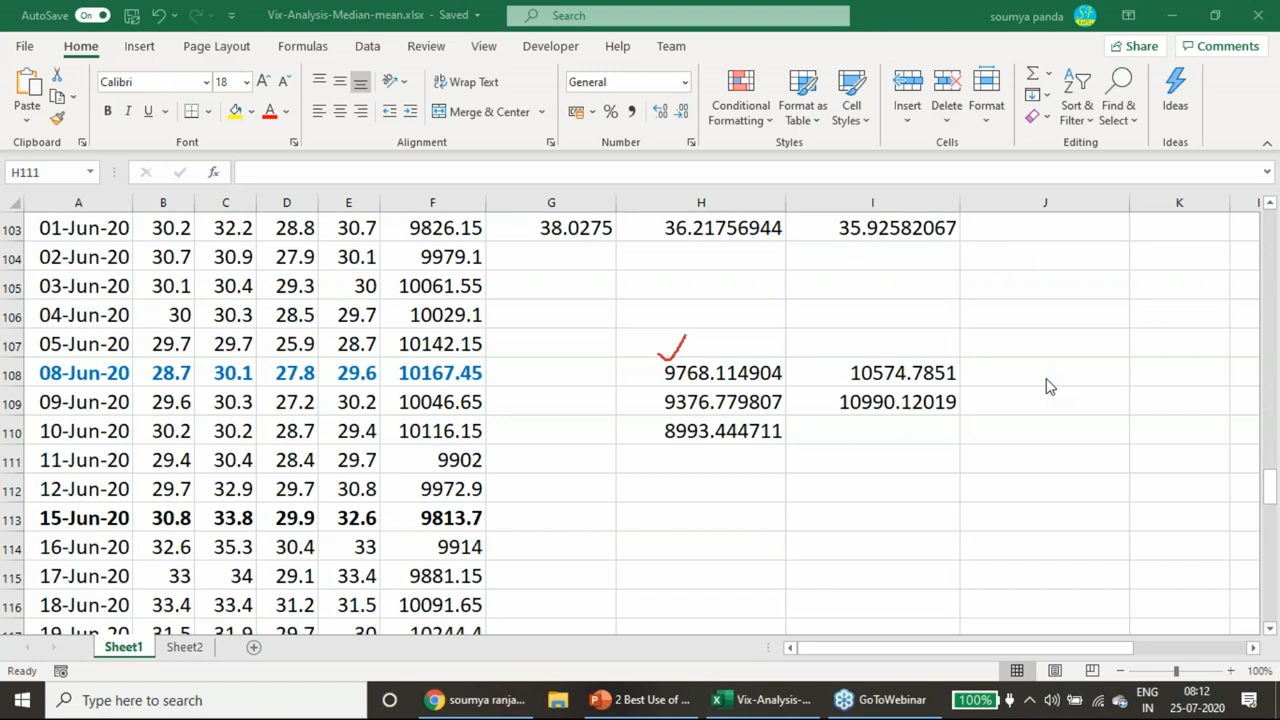 AutoSave On Vix-Analysis-Median-mean.xlsx - Saved Search soumya panda
File Home Insert Page Layout Formulas Data Review View Developer Help Team Share Comments
Paste Calibri 18 A A Wrap Text General Conditional Formatting Format as Table Cell Styles Insert Delete Format Sort & Filter Find & Select Ideas
B I U A Merge & Center % ,
Clipboard Font Alignment Number Styles Cells Editing Ideas
H111 fx
A B C D E F G H I J K
103 01-Jun-20 30.2 32.2 28.8 30.7 9826.15 38.0275 36.21756944 35.92582067
104 02-Jun-20 30.7 30.9 27.9 30.1 9979.1
105 03-Jun-20 30.1 30.4 29.3 30 10061.55
106 04-Jun-20 30 30.3 28.5 29.7 10029.1
107 05-Jun-20 29.7 29.7 25.9 28.7 10142.15
108 08-Jun-20 28.7 30.1 27.8 29.6 10167.45 9768.114904 10574.7851
109 09-Jun-20 29.6 30.3 27.2 30.2 10046.65 9376.779807 10990.12019
110 10-Jun-20 30.2 30.2 28.7 29.4 10116.15 8993.444711
111 11-Jun-20 29.4 30.4 28.4 29.7 9902
112 12-Jun-20 29.7 32.9 29.7 30.8 9972.9
113 15-Jun-20 30.8 33.8 29.9 32.6 9813.7
114 16-Jun-20 32.6 35.3 30.4 33 9914
115 17-Jun-20 33 34 29.1 33.4 9881.15
116 18-Jun-20 33.4 33.4 31.2 31.5 10091.65
19-Jun-20 31.5 31.9 29.7 30 10244.4
Sheet1 Sheet2
Ready 100%
Type here to search soumya ranja... 2 Best Use of ... Vix-Analysis-... GoToWebinar 100% ENG IN 08:12 25-07-2020